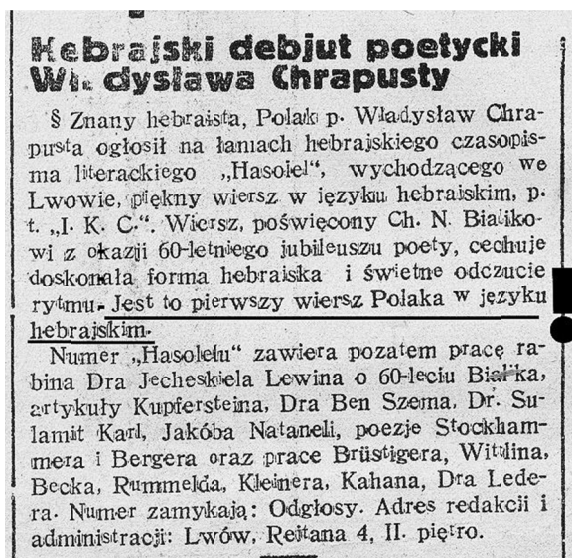 Hebrajski debjut poetycki
Wł. dysława Chrapusty
§ Znany hebraista, Polak p. Władysław Chra-
pusta ogłosił na łamach hebrajskiego czasopis-
ma literackiego „Hasolel", wychodzącego we
Lwowie, piękny wiersz w języku hebrajskim, p.
t. „I. K. C.". Wiersz, poświęcony Ch. N. Bialiko-
wi z okazji 60-letniego jubileuszu poety, cechuje
doskonała forma hebraiska i świetne odczucie
rytmu. Jest to pierwszy wiersz Polaka w języku
hebrajskim.
Numer „Hasolelu" zawiera pozatem pracę ra-
bina Dra Jecheskiela Lewina o 60-leciu Bialika,
artykuły Kupfersteina, Dra Ben Szema, Dr. Su-
lamit Karl, Jakóba Nataneli, poezje Stockham-
mera i Bergera oraz prace Brüstigera, Wittlina,
Becka, Rummelda, Kleinera, Kahana, Dra Lede-
ra. Numer zamykają: Odgłosy. Adres redakcji i
administracji: Lwów, Rejtana 4, II. piętro.